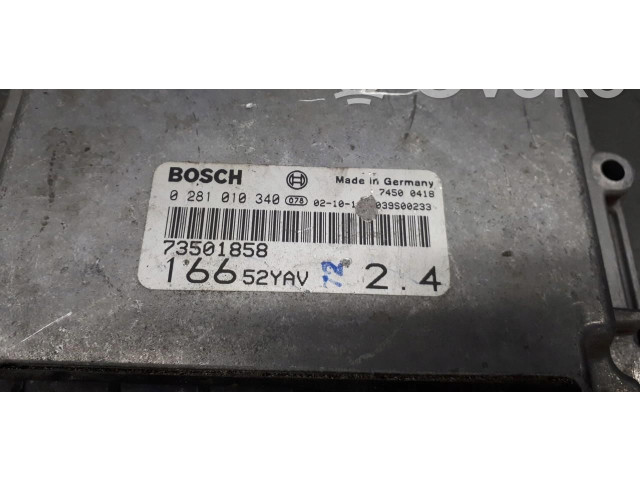 BOSCH Made in Germany
7450 0418
0 281 010 340 078 02-10-1 039S00233
73501858
166 52YAV 72 2.4